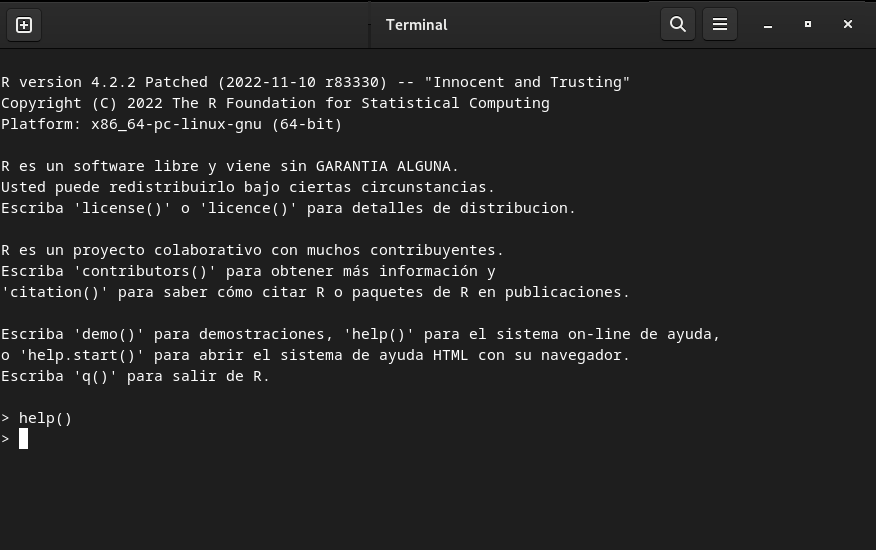 Terminal
R version 4.2.2 Patched (2022-11-10 r83330) -- "Innocent and Trusting"
Copyright (C) 2022 The R Foundation for Statistical Computing
Platform: x86_64-pc-linux-gnu (64-bit)
R es un software libre y viene sin GARANTIA ALGUNA.
Usted puede redistribuirlo bajo ciertas circunstancias.
Escriba 'license()' o 'licence()' para detalles de distribucion.
R es un proyecto colaborativo con muchos contribuyentes.
Escriba 'contributors()' para obtener más información y
'citation()' para saber cómo citar R o paquetes de R en publicaciones.
Escriba 'demo()' para demostraciones, 'help()' para el sistema on-line de ayuda,
o 'help.start()' para abrir el sistema de ayuda HTML con su navegador.
Escriba 'q()' para salir de R.
> help()
>